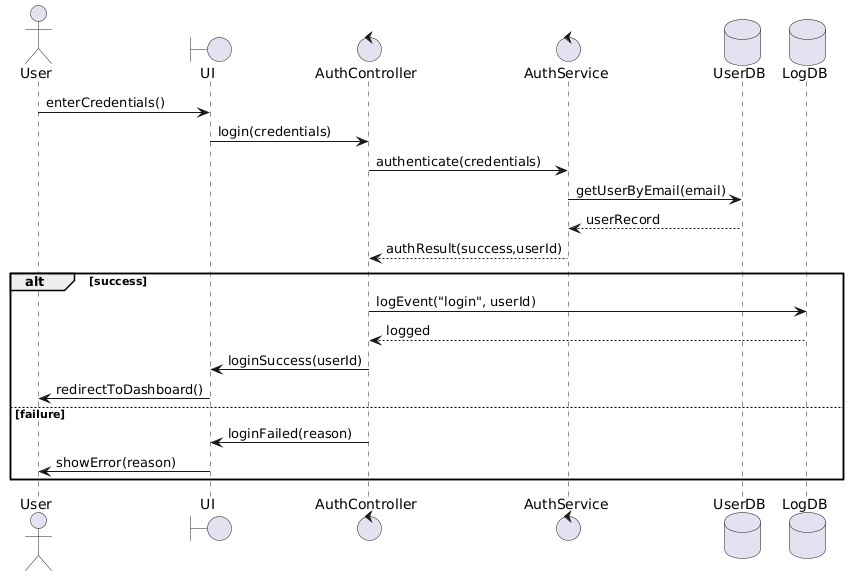 User UI AuthController AuthService UserDB LogDB
enterCredentials()
login(credentials)
authenticate(credentials)
getUserByEmail(email)
userRecord
authResult(success,userId)
alt [success]
logEvent("login", userId)
logged
loginSuccess(userId)
redirectToDashboard()
[failure]
loginFailed(reason)
showError(reason)
User UI AuthController AuthService UserDB LogDB